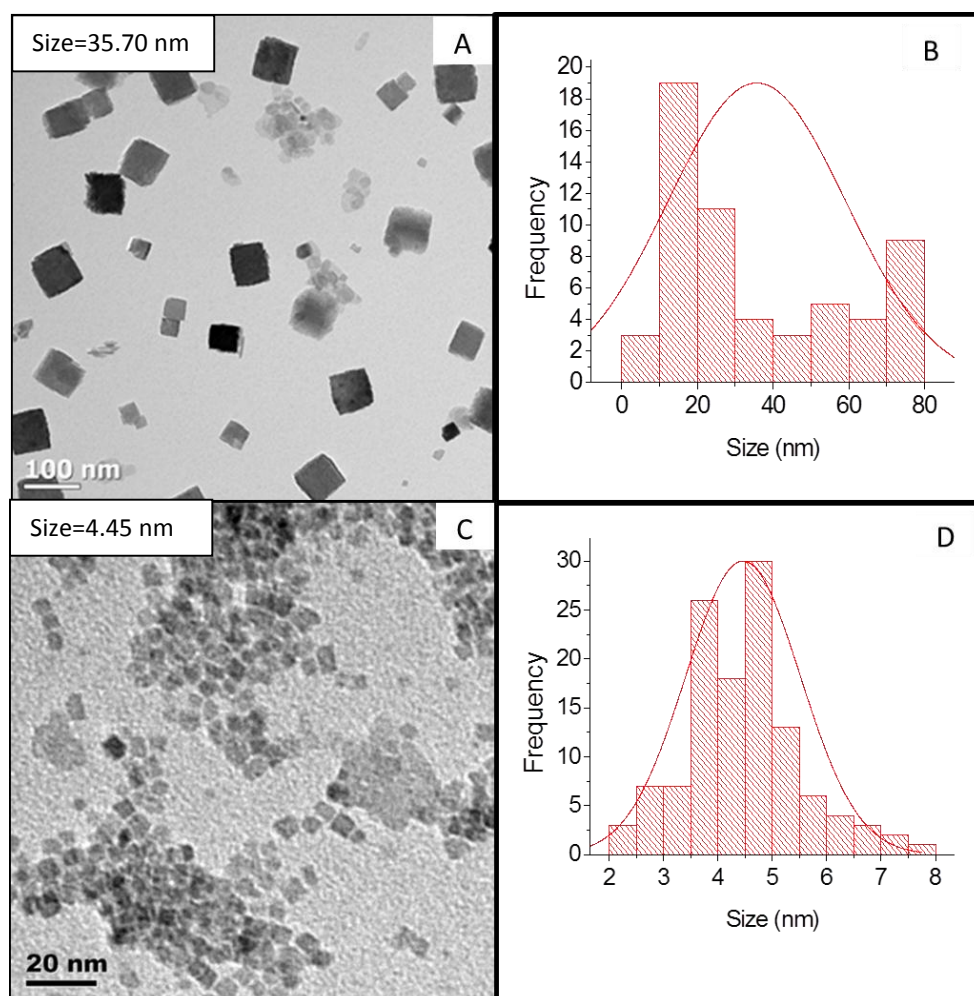 Size=35.70 nm
A
100 nm
B
20
18
16
14
12
10
8
6
4
2
0
Frequency
0 20 40 60 80
Size (nm)
Size=4.45 nm
C
20 nm
D
30
25
20
15
10
5
0
Frequency
2 3 4 5 6 7 8
Size (nm)